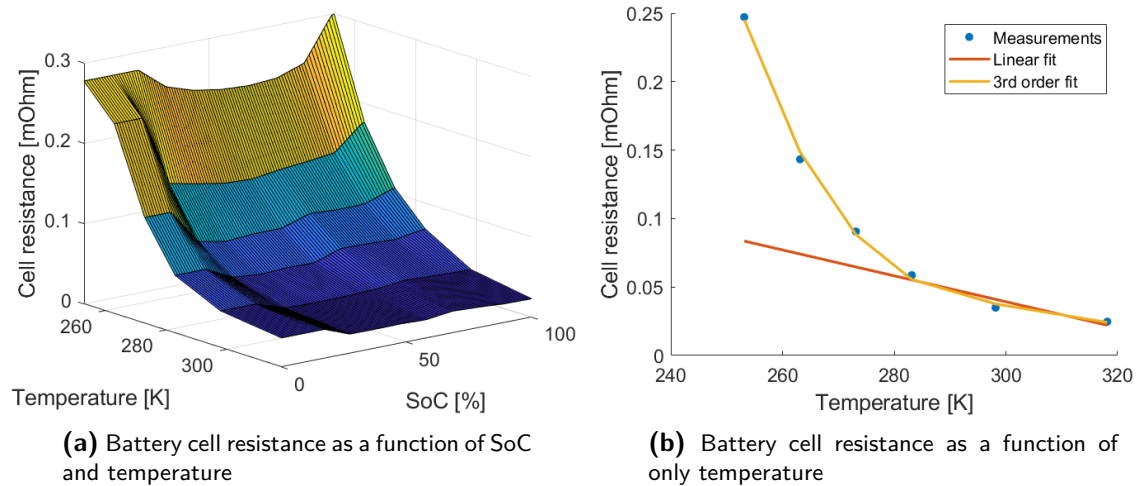 0.3
0.2
0.1
0
Cell resistance [mOhm]
260
280
300
Temperature [K]
0
50
100
SoC [%]
(a) Battery cell resistance as a function of SoC
and temperature
0.25
0.2
0.15
0.1
0.05
0
Cell resistance [mOhm]
Measurements
Linear fit
3rd order fit
240
260
280
300
320
Temperature [K]
(b) Battery cell resistance as a function of
only temperature